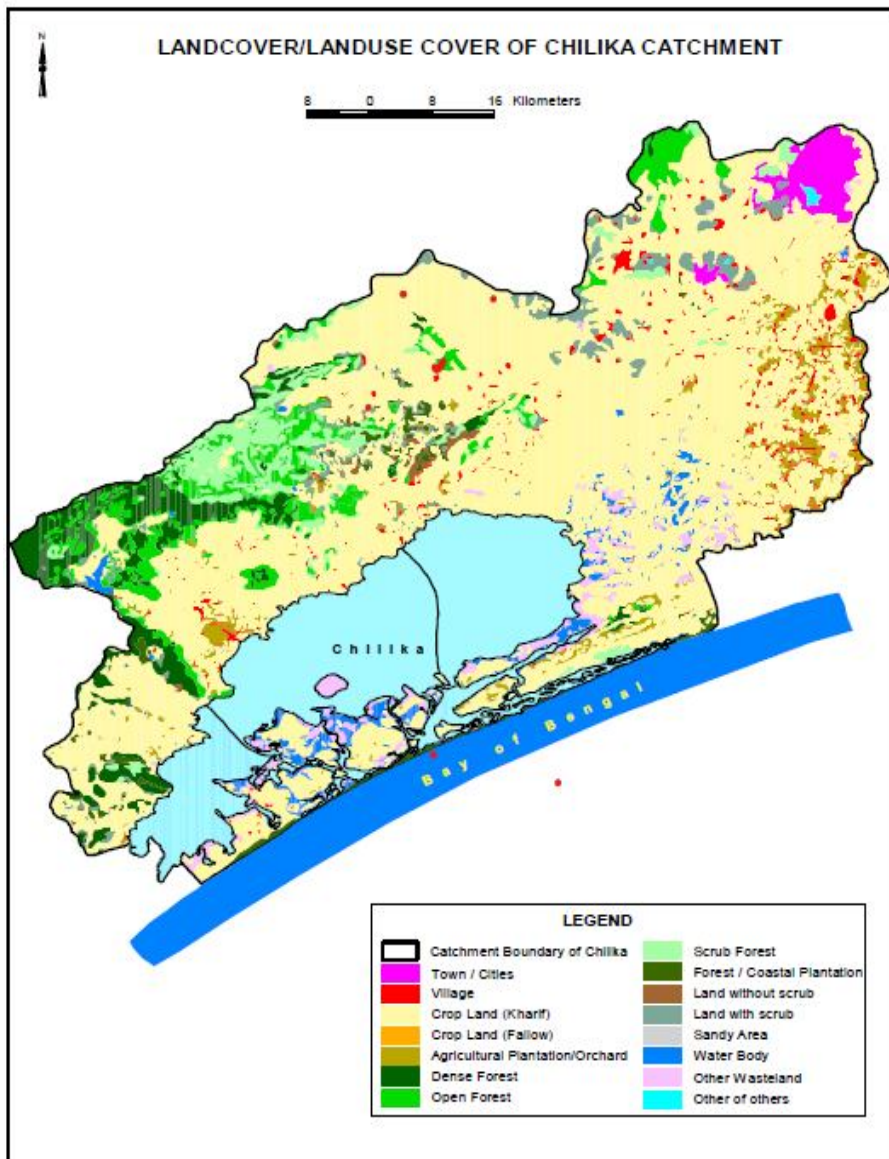 LANDCOVER/LANDUSE COVER OF CHILIKA CATCHMENT
N
8 0 8 16 Kilometers
Chilika
Bay of Bengal
LEGEND
Catchment Boundary of Chilika
Town / Cities
Village
Crop Land (Kharif)
Crop Land (Fallow)
Agricultural Plantation/Orchard
Dense Forest
Open Forest
Scrub Forest
Forest / Coastal Plantation
Land without scrub
Land with scrub
Sandy Area
Water Body
Other Wasteland
Other of others